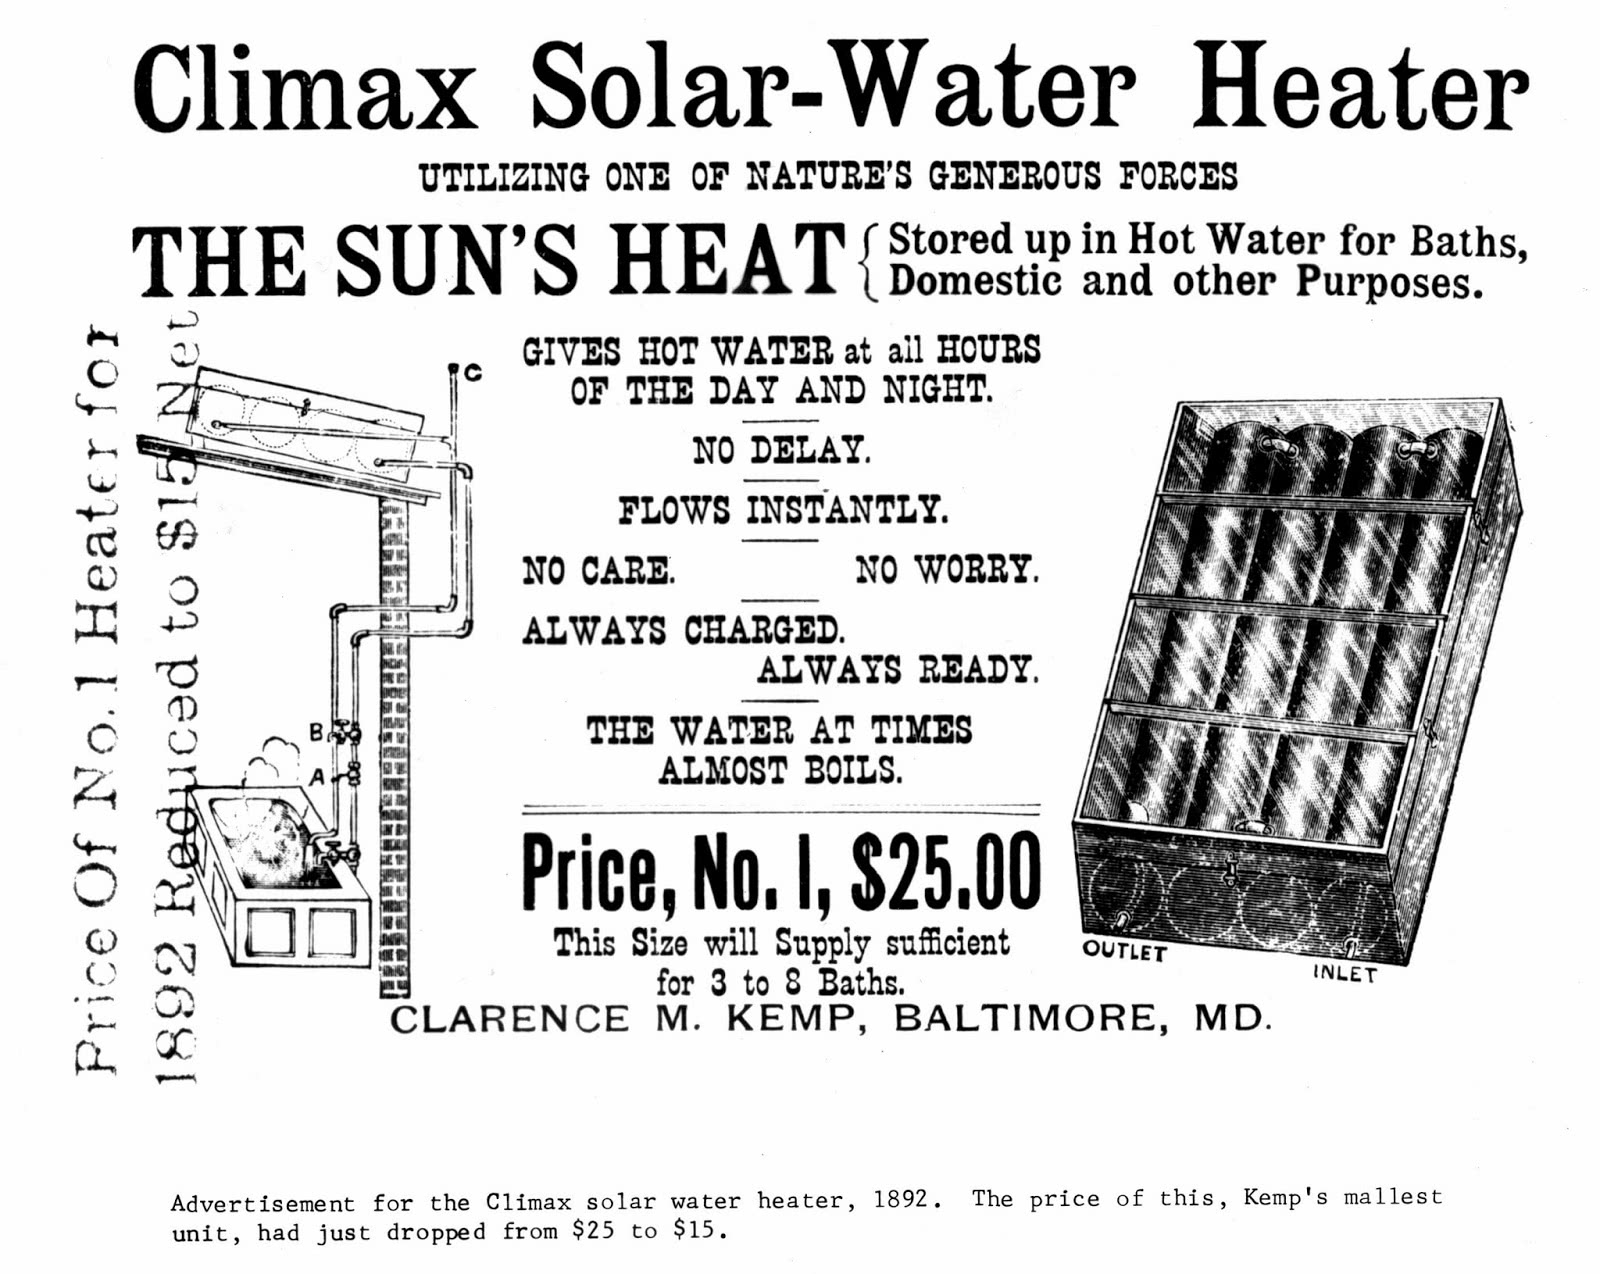 Climax Solar-Water Heater
UTILIZING ONE OF NATURE'S GENEROUS FORCES
THE SUN'S HEAT { Stored up in Hot Water for Baths,
Domestic and other Purposes.
Price Of No.1 Heater for
1892 Reduced to $15 Net
C
B
A
GIVES HOT WATER at all HOURS
OF THE DAY AND NIGHT.
NO DELAY.
FLOWS INSTANTLY.
NO CARE. NO WORRY.
ALWAYS CHARGED.
ALWAYS READY.
THE WATER AT TIMES
ALMOST BOILS.
Price, No. 1, $25.00
This Size will Supply sufficient
for 3 to 8 Baths.
OUTLET
INLET
CLARENCE M. KEMP, BALTIMORE, MD.
Advertisement for the Climax solar water heater, 1892. The price of this, Kemp's mallest
unit, had just dropped from $25 to $15.